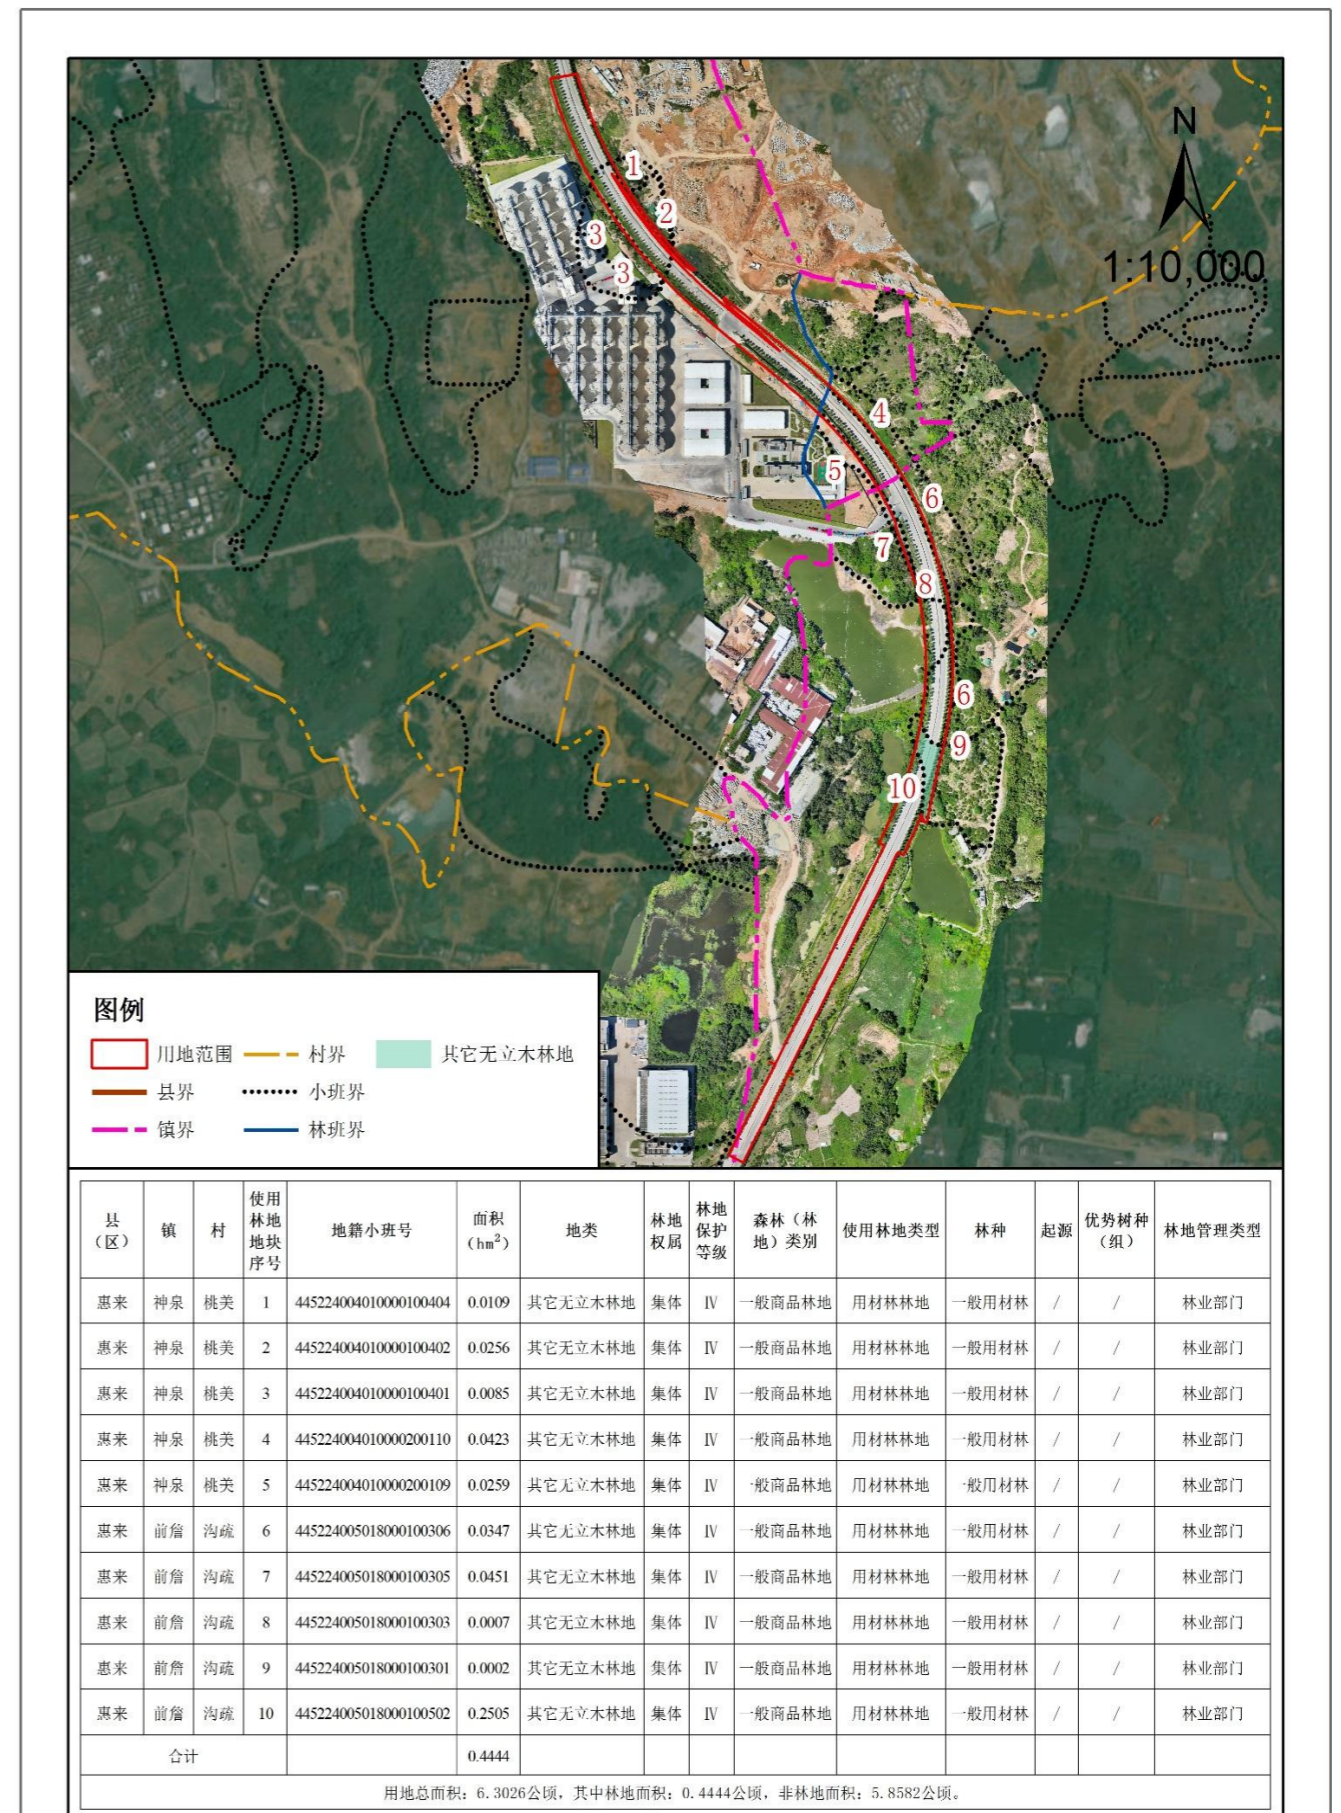 N
1:10,000
1
2
3
3
4
5
6
7
8
6
9
10
图例
用地范围 村界 其它无立木林地
县界 小班界
镇界 林班界
县（区） 镇 村 使用林地地块序号 地籍小班号 面积（hm²） 地类 林地权属 林地保护等级 森林（林地）类别 使用林地类型 林种 起源 优势树种（组） 林地管理类型
惠来 神泉 桃美 1 445224004010000100404 0.0109 其它无立木林地 集体 IV 一般商品林地 用材林林地 一般用材林 / / 林业部门
惠来 神泉 桃美 2 445224004010000100402 0.0256 其它无立木林地 集体 IV 一般商品林地 用材林林地 一般用材林 / / 林业部门
惠来 神泉 桃美 3 445224004010000100401 0.0085 其它无立木林地 集体 IV 一般商品林地 用材林林地 一般用材林 / / 林业部门
惠来 神泉 桃美 4 445224004010000200110 0.0423 其它无立木林地 集体 IV 一般商品林地 用材林林地 一般用材林 / / 林业部门
惠来 神泉 桃美 5 445224004010000200109 0.0259 其它无立木林地 集体 IV 一般商品林地 用材林林地 一般用材林 / / 林业部门
惠来 前詹 沟疏 6 445224005018000100306 0.0347 其它无立木林地 集体 IV 一般商品林地 用材林林地 一般用材林 / / 林业部门
惠来 前詹 沟疏 7 445224005018000100305 0.0451 其它无立木林地 集体 IV 一般商品林地 用材林林地 一般用材林 / / 林业部门
惠来 前詹 沟疏 8 445224005018000100303 0.0007 其它无立木林地 集体 IV 一般商品林地 用材林林地 一般用材林 / / 林业部门
惠来 前詹 沟疏 9 445224005018000100301 0.0002 其它无立木林地 集体 IV 一般商品林地 用材林林地 一般用材林 / / 林业部门
惠来 前詹 沟疏 10 445224005018000100502 0.2505 其它无立木林地 集体 IV 一般商品林地 用材林林地 一般用材林 / / 林业部门
合计 0.4444
用地总面积：6.3026公顷，其中林地面积：0.4444公顷，非林地面积：5.8582公顷。